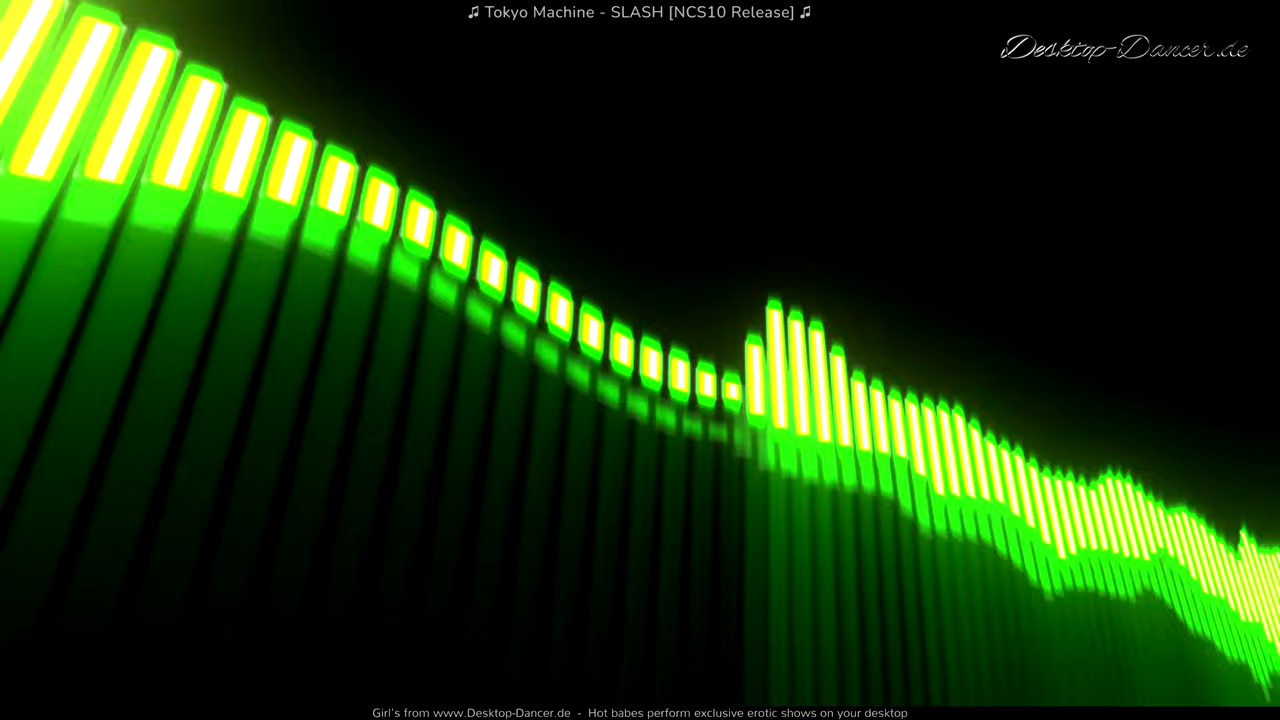 ♫ Tokyo Machine - SLASH [NCS10 Release] ♫
Desktop-Dancer.de
Girl's from www.Desktop-Dancer.de - Hot babes perform exclusive erotic shows on your desktop